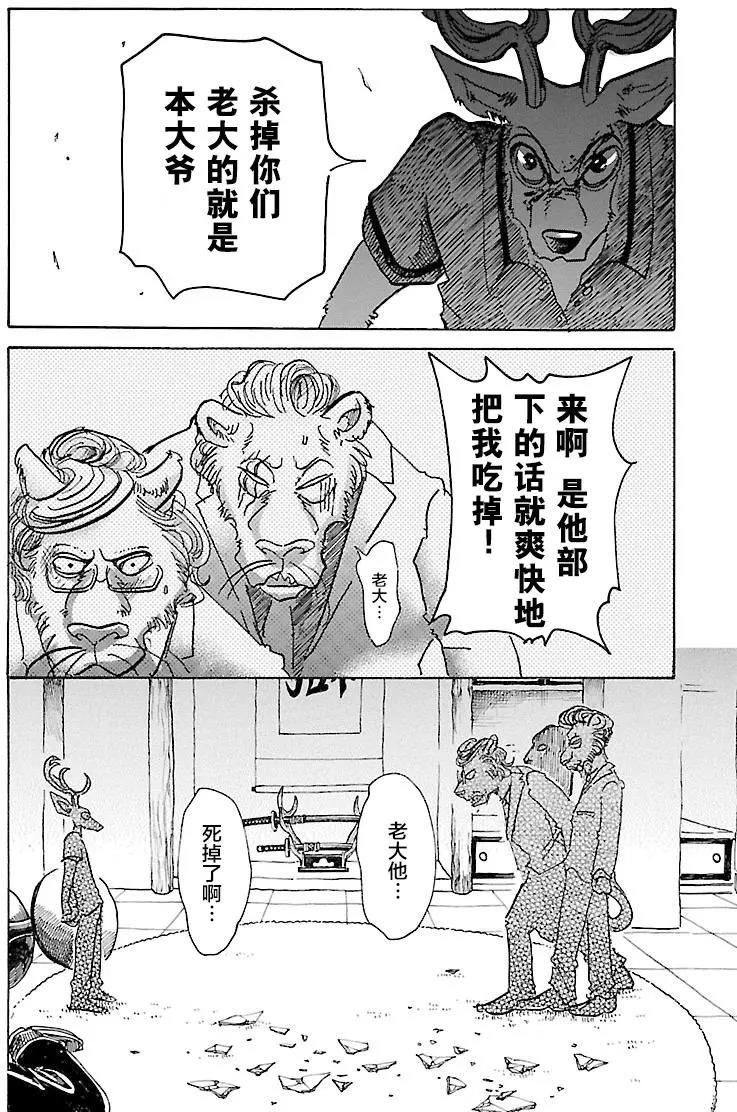 杀掉你们
老大的就是
本大爷
来啊 是他部
下的话就爽快地
把我吃掉！
老大…
老大他…
死掉了啊…